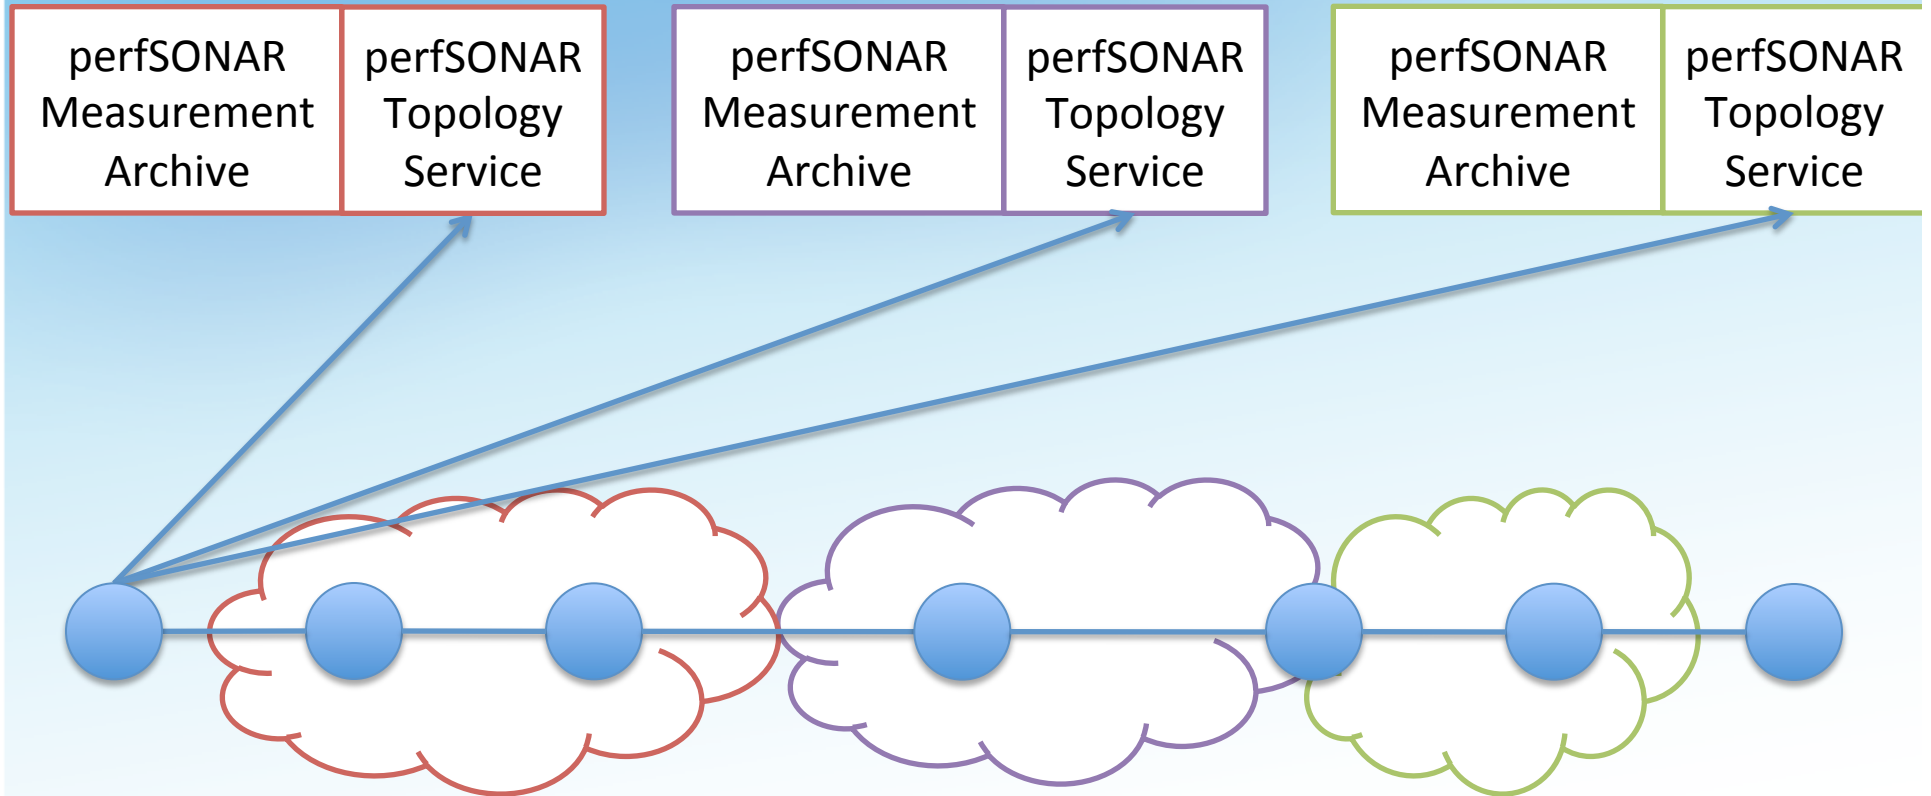 perfSONAR
Measurement
Archive
perfSONAR
Topology
Service
perfSONAR
Measurement
Archive
perfSONAR
Topology
Service
perfSONAR
Measurement
Archive
perfSONAR
Topology
Service